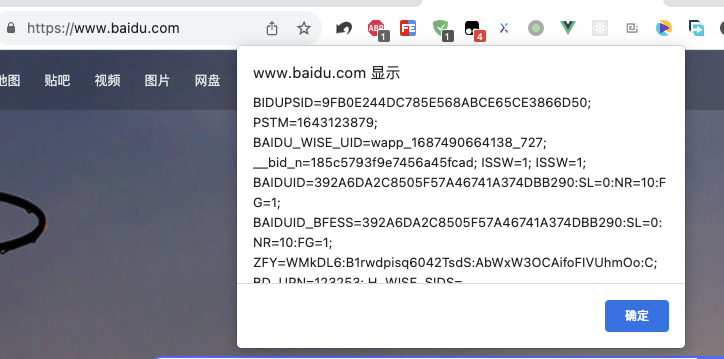 https://www.baidu.com
ABP 1
FE
1
4
X
地图 贴吧 视频 图片 网盘
www.baidu.com 显示
BIDUPSID=9FB0E244DC785E568ABCE65CE3866D50;
PSTM=1643123879;
BAIDU_WISE_UID=wapp_1687490664138_727;
__bid_n=185c5793f9e7456a45fcad; ISSW=1; ISSW=1;
BAIDUID=392A6DA2C8505F57A46741A374DBB290:SL=0:NR=10:F
G=1;
BAIDUID_BFESS=392A6DA2C8505F57A46741A374DBB290:SL=0:
NR=10:FG=1;
ZFY=WMkDL6:B1rwdpisq6042TsdS:AbWxW3OCAifoFIVUhmOo:C;
BD_UPN=123253; H_WISE_SIDS=
确定